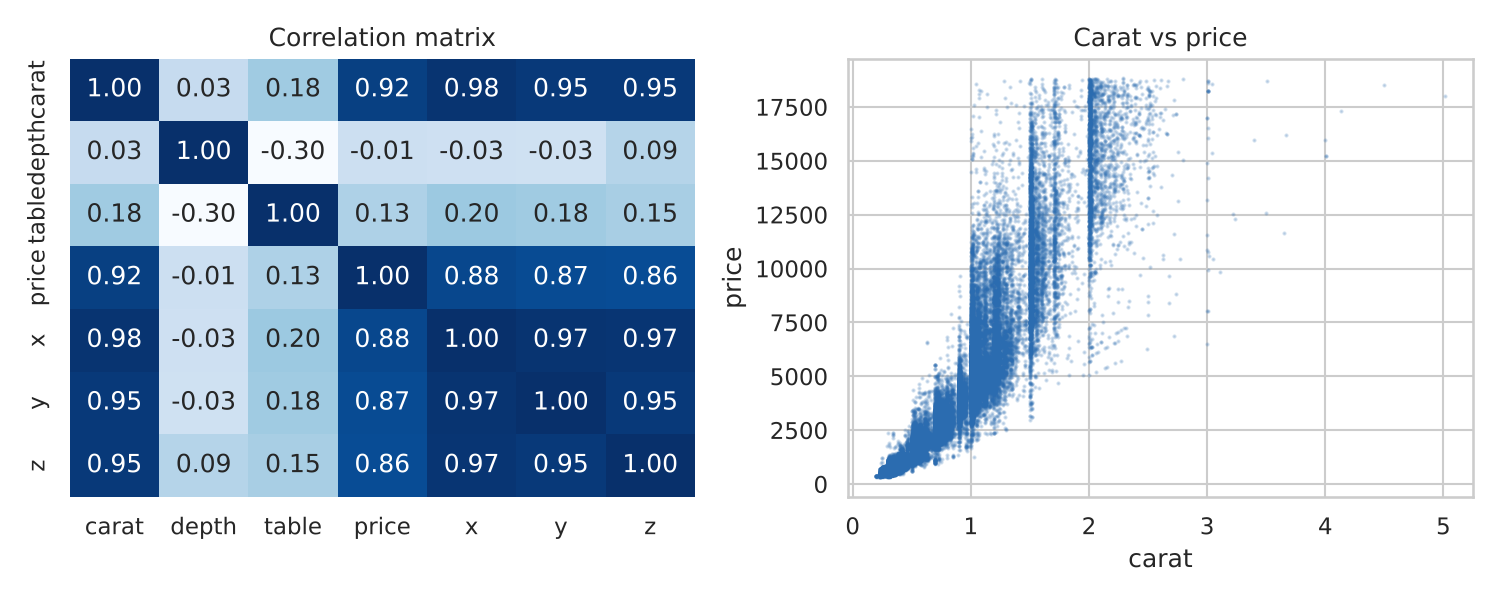 Correlation matrix
carat 1.00 0.03 0.18 0.92 0.98 0.95 0.95
depth 0.03 1.00 -0.30 -0.01 -0.03 -0.03 0.09
table 0.18 -0.30 1.00 0.13 0.20 0.18 0.15
price 0.92 -0.01 0.13 1.00 0.88 0.87 0.86
x 0.98 -0.03 0.20 0.88 1.00 0.97 0.97
y 0.95 -0.03 0.18 0.87 0.97 1.00 0.95
z 0.95 0.09 0.15 0.86 0.97 0.95 1.00
carat depth table price x y z
Carat vs price
price
17500
15000
12500
10000
7500
5000
2500
0
0 1 2 3 4 5
carat